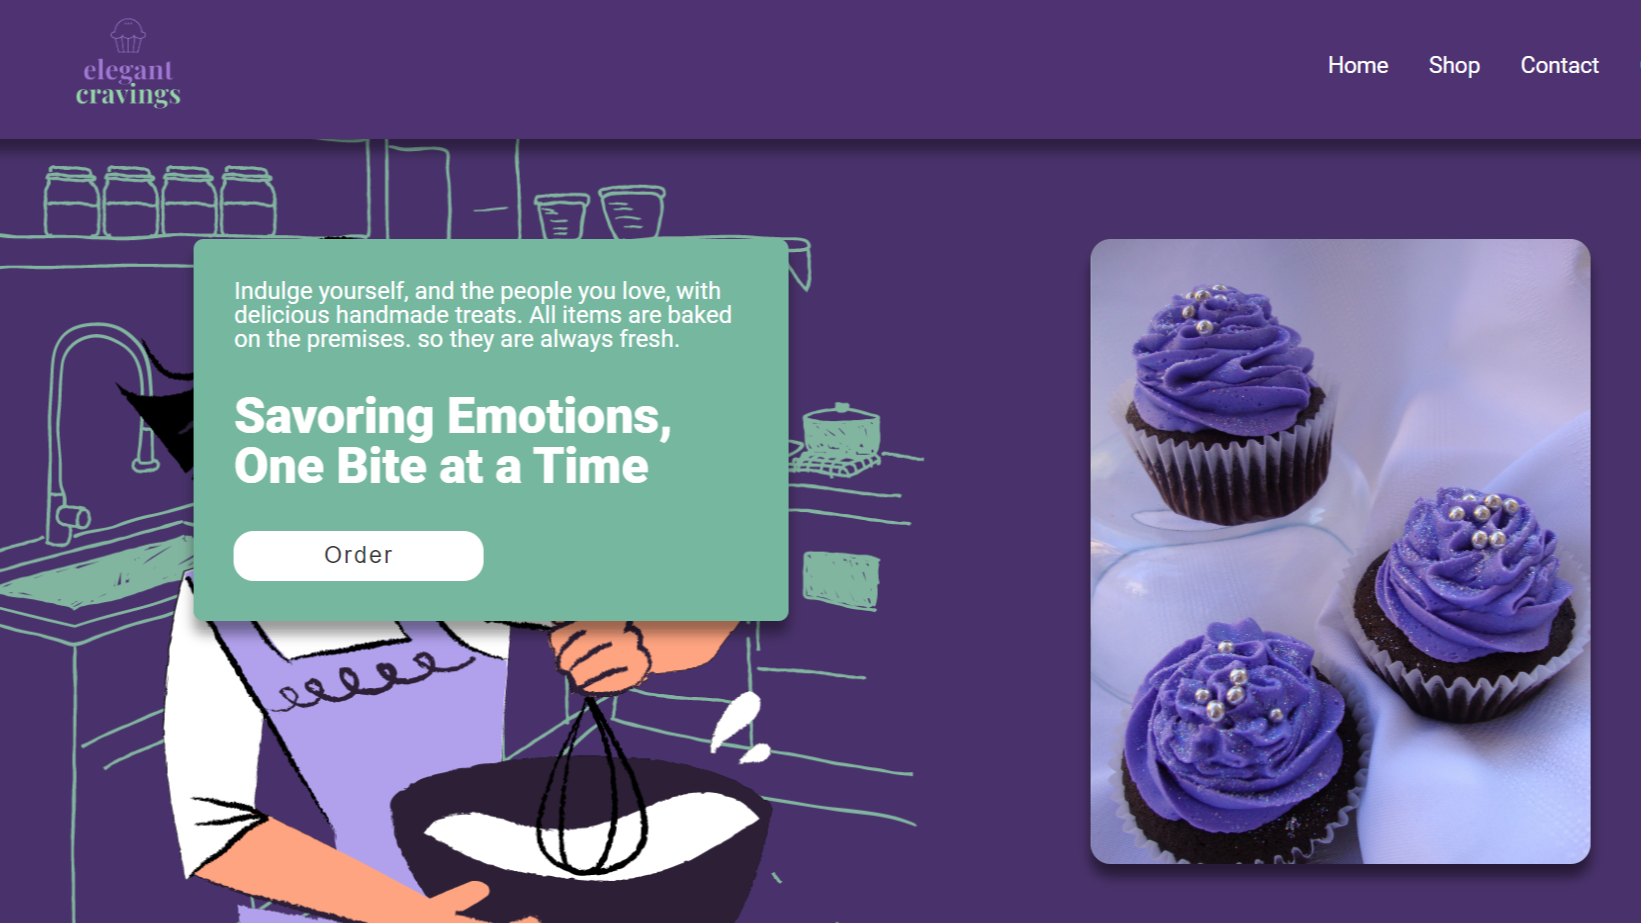 elegant
cravings
Home
Shop
Contact
Indulge yourself, and the people you love, with
delicious handmade treats. All items are baked
on the premises. so they are always fresh.
Savoring Emotions,
One Bite at a Time
Order